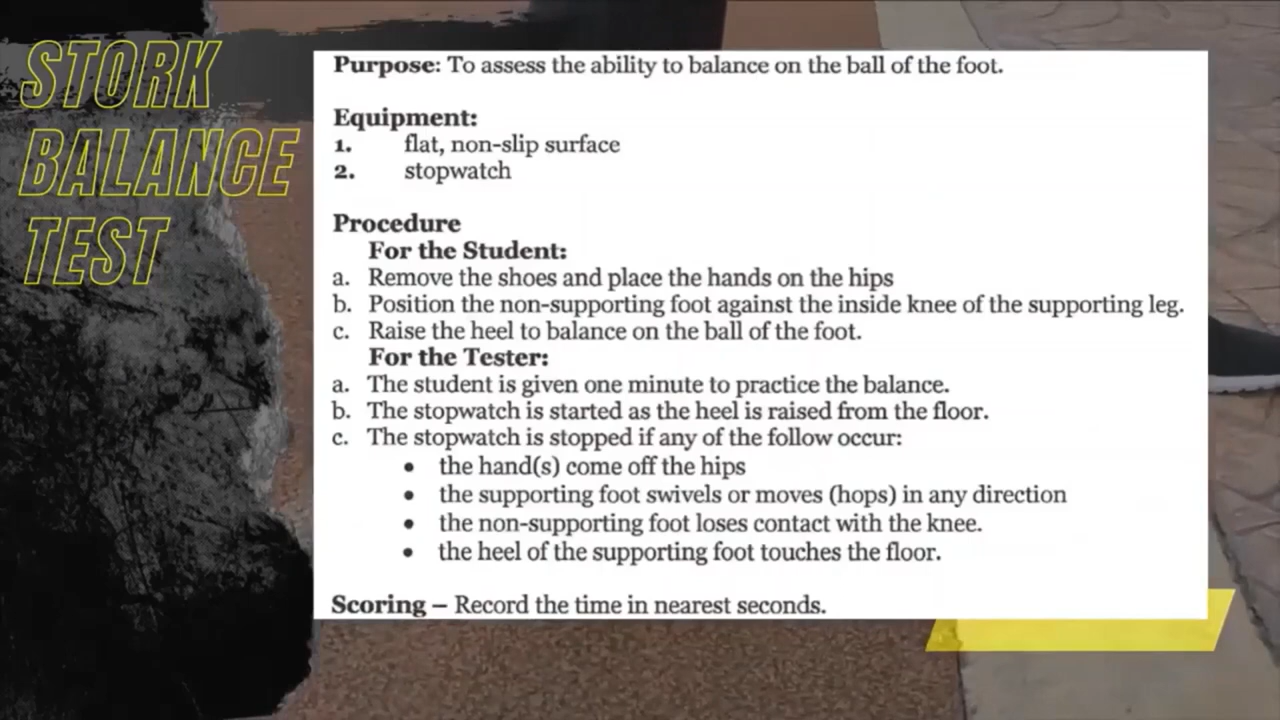 STORK
BALANCE
TEST
Purpose: To assess the ability to balance on the ball of the foot.
Equipment:
1. flat, non-slip surface
2. stopwatch
Procedure
For the Student:
a. Remove the shoes and place the hands on the hips
b. Position the non-supporting foot against the inside knee of the supporting leg.
c. Raise the heel to balance on the ball of the foot.
For the Tester:
a. The student is given one minute to practice the balance.
b. The stopwatch is started as the heel is raised from the floor.
c. The stopwatch is stopped if any of the follow occur:
• the hand(s) come off the hips
• the supporting foot swivels or moves (hops) in any direction
• the non-supporting foot loses contact with the knee.
• the heel of the supporting foot touches the floor.
Scoring – Record the time in nearest seconds.